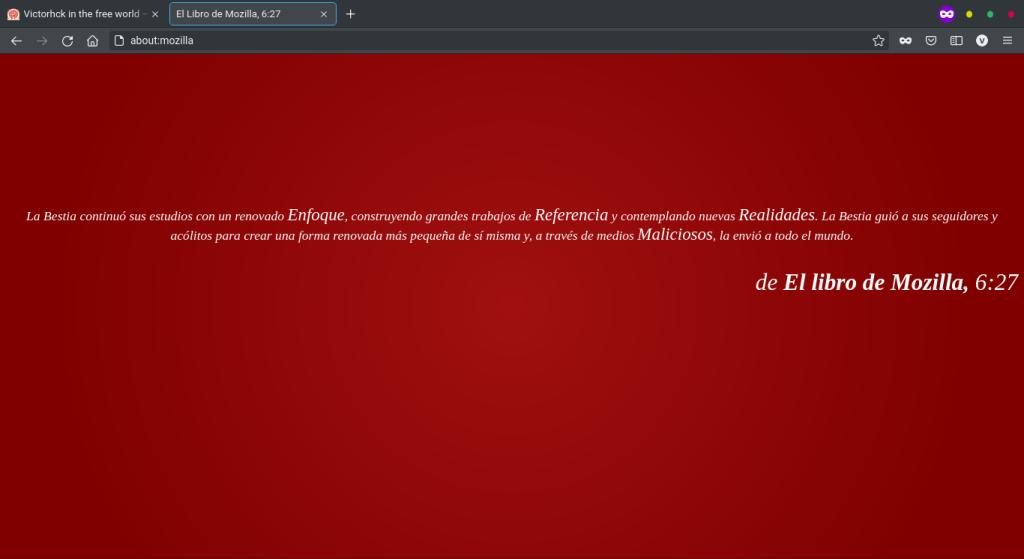 Victorhck in the free world –
El Libro de Mozilla, 6:27
about:mozilla
V
La Bestia continuó sus estudios con un renovado Enfoque, construyendo grandes trabajos de Referencia y contemplando nuevas Realidades. La Bestia guió a sus seguidores y
acólitos para crear una forma renovada más pequeña de sí misma y, a través de medios Maliciosos, la envió a todo el mundo.
de El libro de Mozilla, 6:27